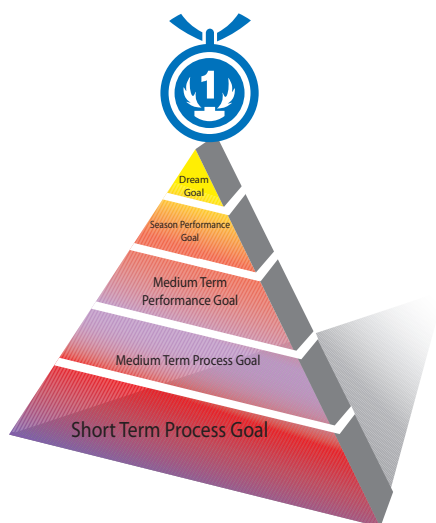 1
Dream
Goal
Season Performance
Goal
Medium Term
Performance Goal
Medium Term Process Goal
Short Term Process Goal